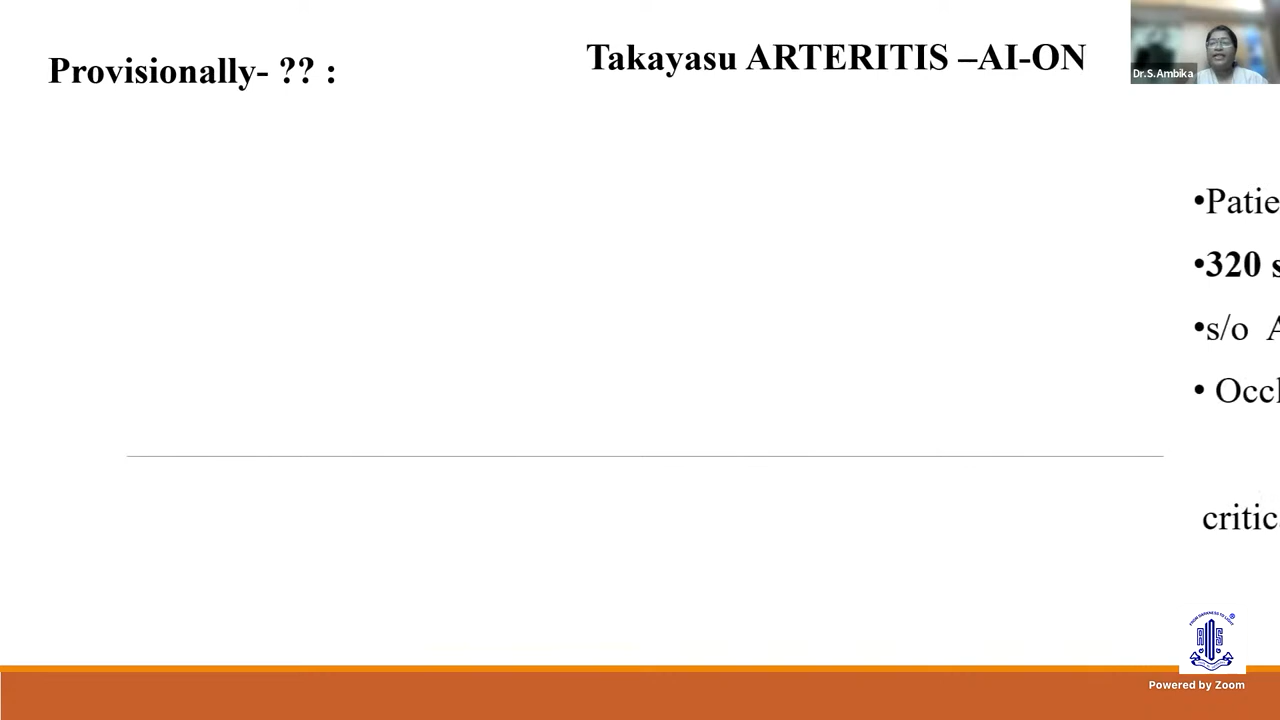 Provisionally- ?? :
Takayasu ARTERITIS –AI-ON
Dr.S.Ambika
•Patie
•320 s
•s/o A
• Occl
critic
Powered by Zoom